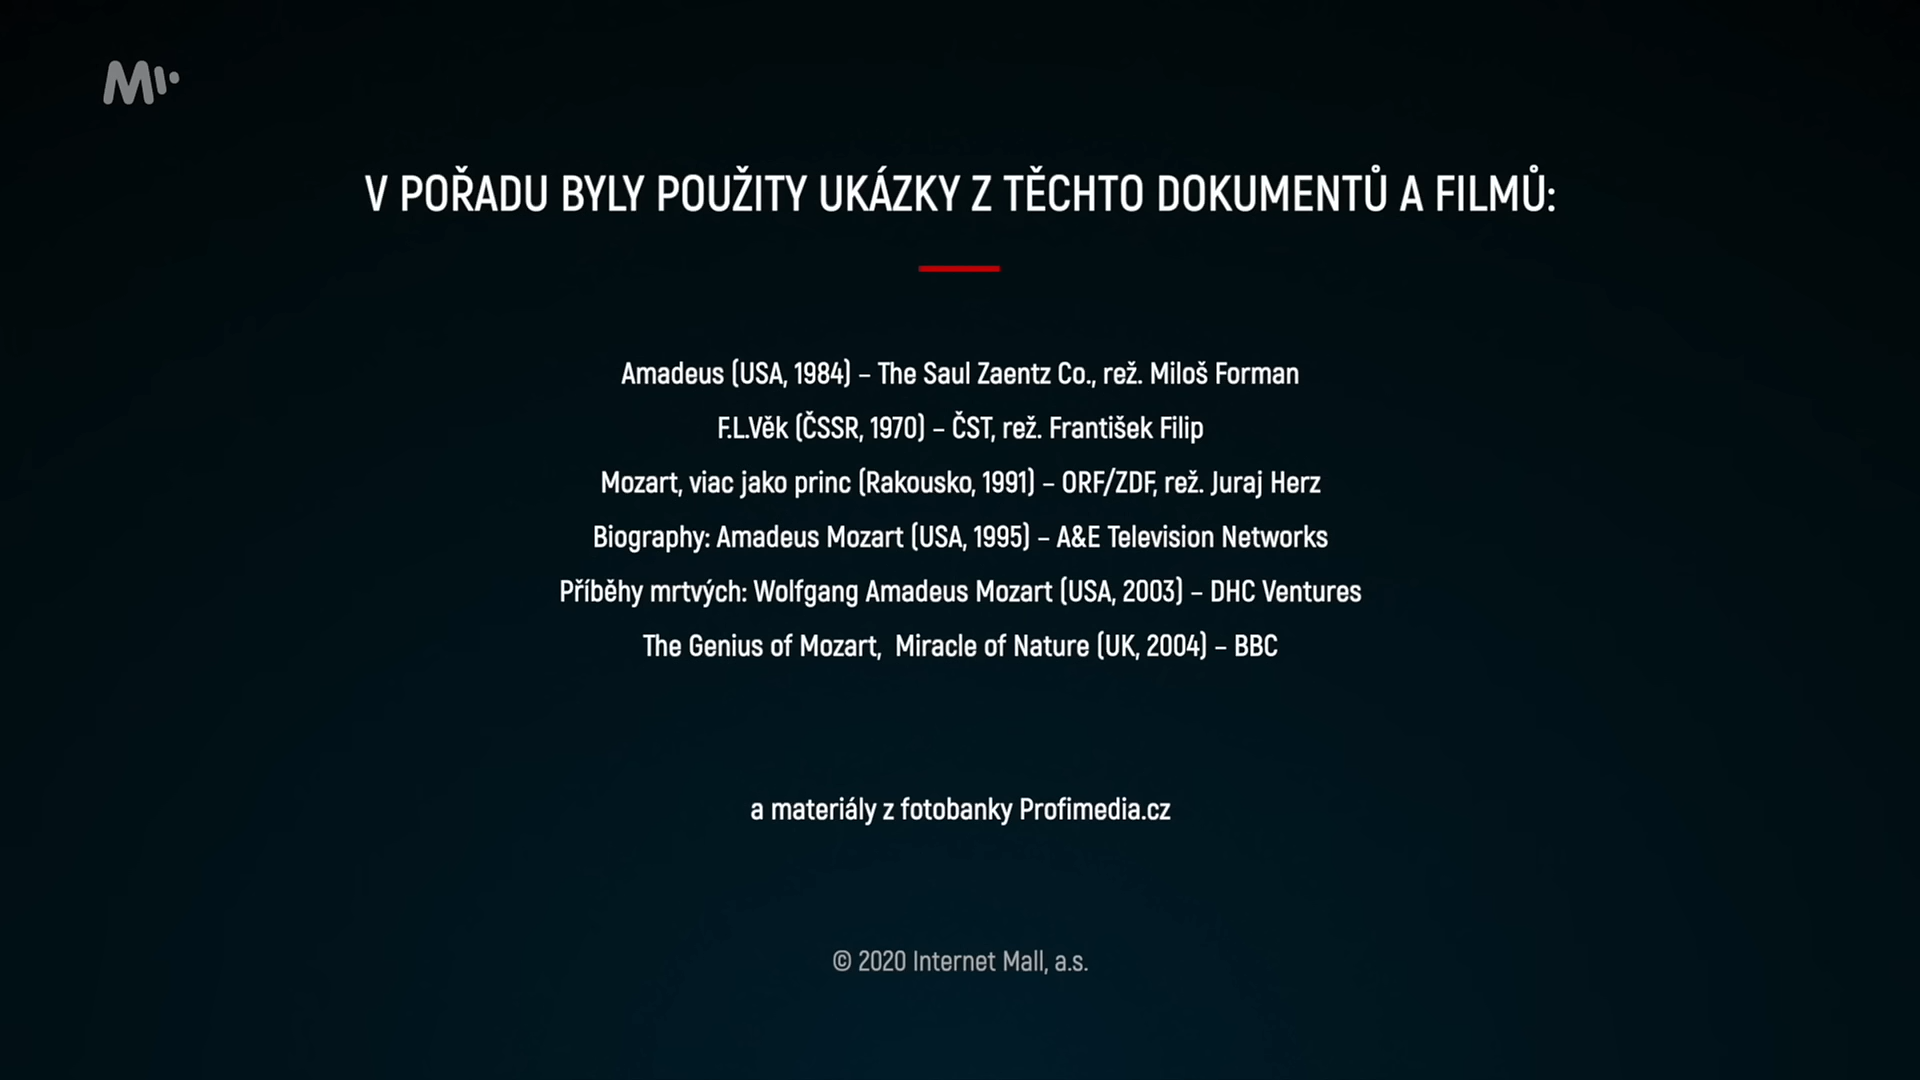 V POŘADU BYLY POUŽITY UKÁZKY Z TĚCHTO DOKUMENTŮ A FILMŮ:
Amadeus (USA, 1984) – The Saul Zaentz Co., rež. Miloš Forman
F.L.Věk (ČSSR, 1970) – ČST, rež. František Filip
Mozart, viac jako princ (Rakousko, 1991) – ORF/ZDF, rež. Juraj Herz
Biography: Amadeus Mozart (USA, 1995) – A&E Television Networks
Příběhy mrtvých: Wolfgang Amadeus Mozart (USA, 2003) – DHC Ventures
The Genius of Mozart,  Miracle of Nature (UK, 2004) – BBC
a materiály z fotobanky Profimedia.cz
© 2020 Internet Mall, a.s.